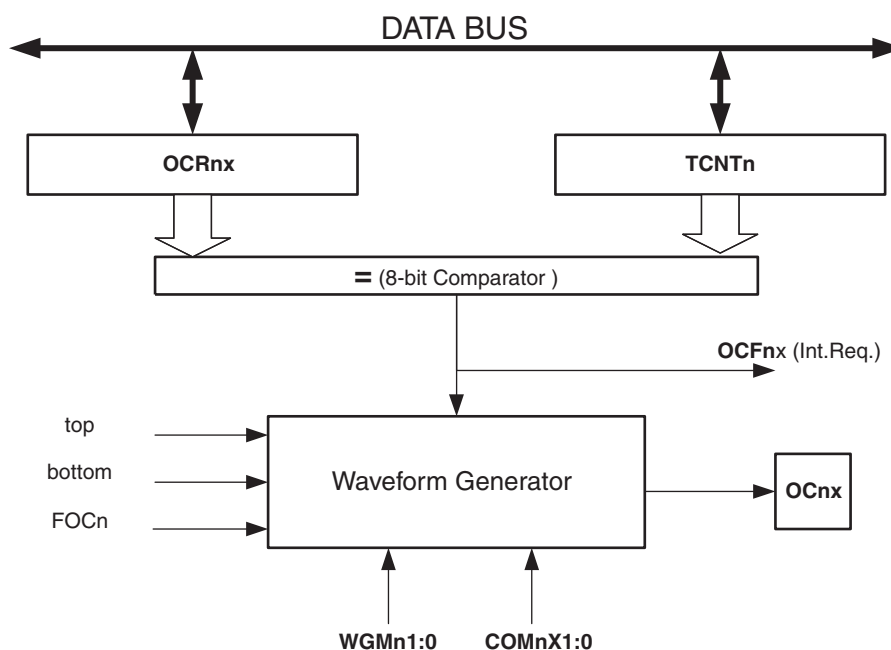 DATA BUS
OCRnx
TCNTn
= (8-bit Comparator )
OCFnx (Int.Req.)
top
bottom
FOCn
Waveform Generator
OCnx
WGMn1:0
COMnX1:0